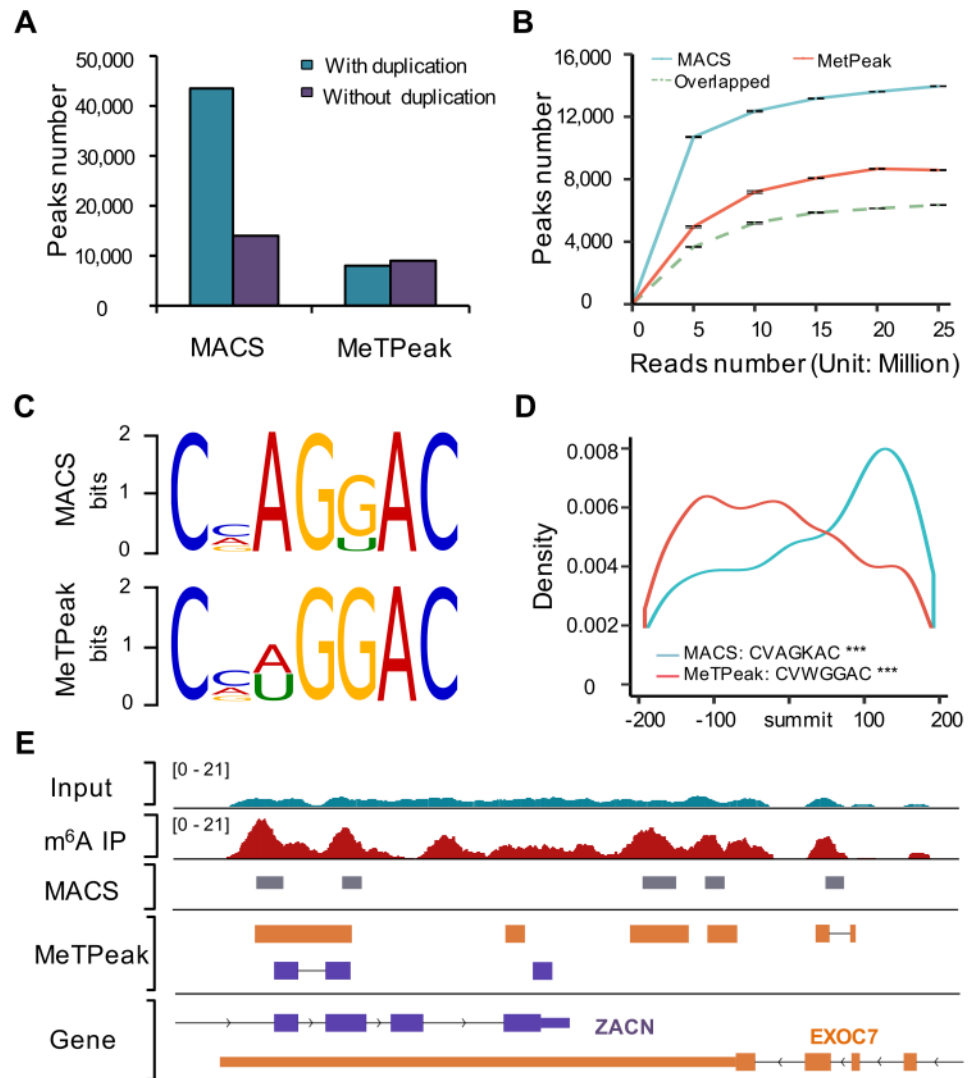 A
50,000
40,000
30,000
20,000
10,000
0
Peaks number
With duplication
Without duplication
MACS
MeTPeak
B
16,000
12,000
8,000
4,000
0
Peaks number
MACS
MetPeak
Overlapped
0 5 10 15 20 25
Reads number (Unit: Million)
C
MACS
bits
2
1
0
C C A G AGG U A C
MeTPeak
bits
2
1
0
C C A G A U G G A C
D
0.008
0.006
0.004
0.002
0
Density
MACS: CVAGKAC ***
MeTPeak: CVWGGAC ***
-200 -100 summit 100 200
E
Input
[0 - 21]
m⁶A IP
[0 - 21]
MACS
MeTPeak
Gene
ZACN
EXOC7